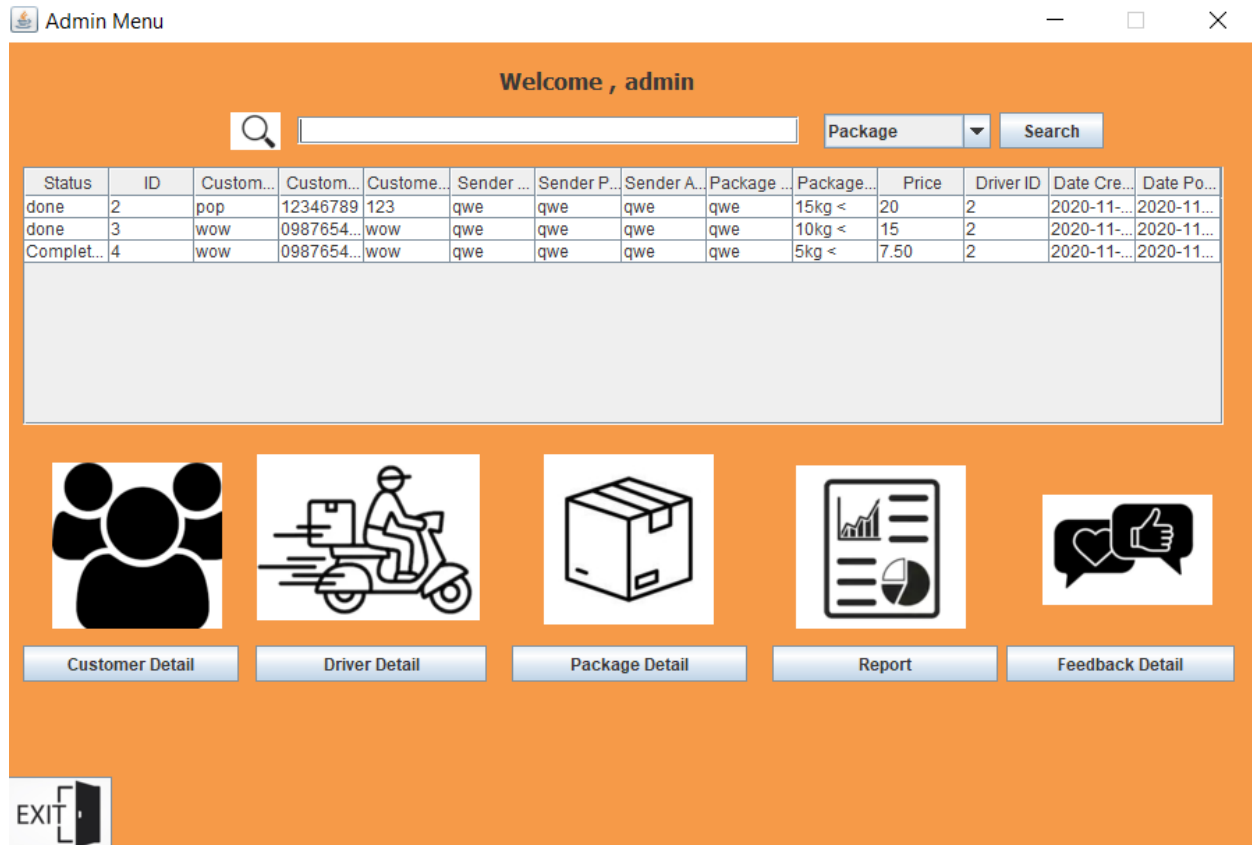 Admin Menu
Welcome , admin
Package Search
Status ID Custom... Custom... Custome... Sender ... Sender P... Sender A... Package ... Package... Price Driver ID Date Cre... Date Po...
done 2 pop 12346789 123 qwe qwe qwe qwe 15kg < 20 2 2020-11-... 2020-11...
done 3 wow 0987654... wow qwe qwe qwe qwe 10kg < 15 2 2020-11-... 2020-11...
Complet... 4 wow 0987654... wow qwe qwe qwe qwe 5kg < 7.50 2 2020-11-... 2020-11...
Customer Detail Driver Detail Package Detail Report Feedback Detail
EXIT